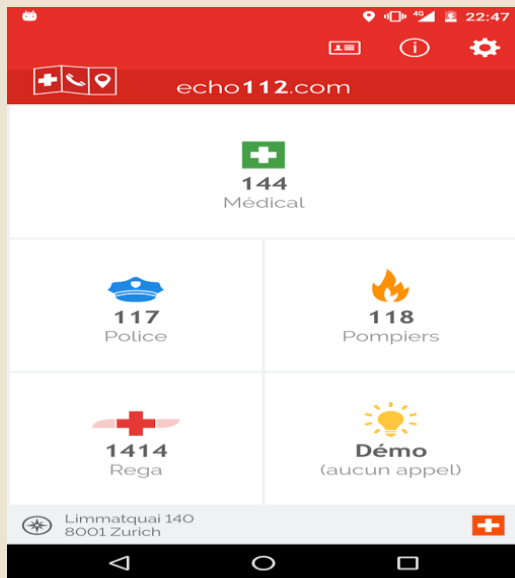 4G 22:47
echo112.com
144
Médical
117
Police
118
Pompiers
1414
Rega
Démo
(aucun appel)
Limmatquai 140
8001 Zurich